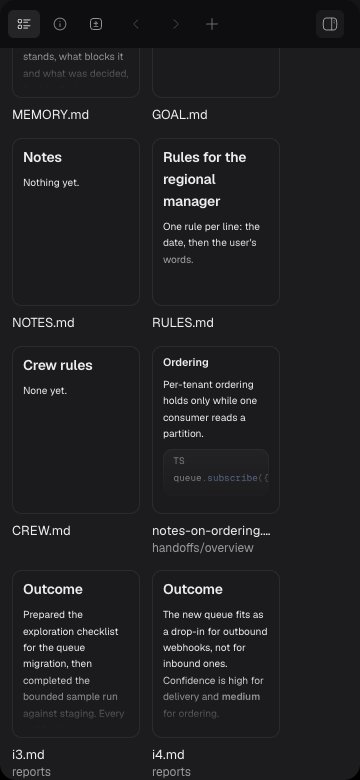 stands, what blocks it
and what was decided,
MEMORY.md
GOAL.md
Notes
Nothing yet.
NOTES.md
Rules for the
regional
manager
One rule per line: the
date, then the user's
words.
RULES.md
Crew rules
None yet.
CREW.md
Ordering
Per-tenant ordering
holds only while one
consumer reads a
partition.
TS
queue.subscribe({
notes-on-ordering....
handoffs/overview
Outcome
Prepared the
exploration checklist
for the queue
migration, then
completed the
bounded sample run
against staging. Every
i3.md
reports
Outcome
The new queue fits as
a drop-in for outbound
webhooks, not for
inbound ones.
Confidence is high for
delivery and medium
for ordering.
i4.md
reports